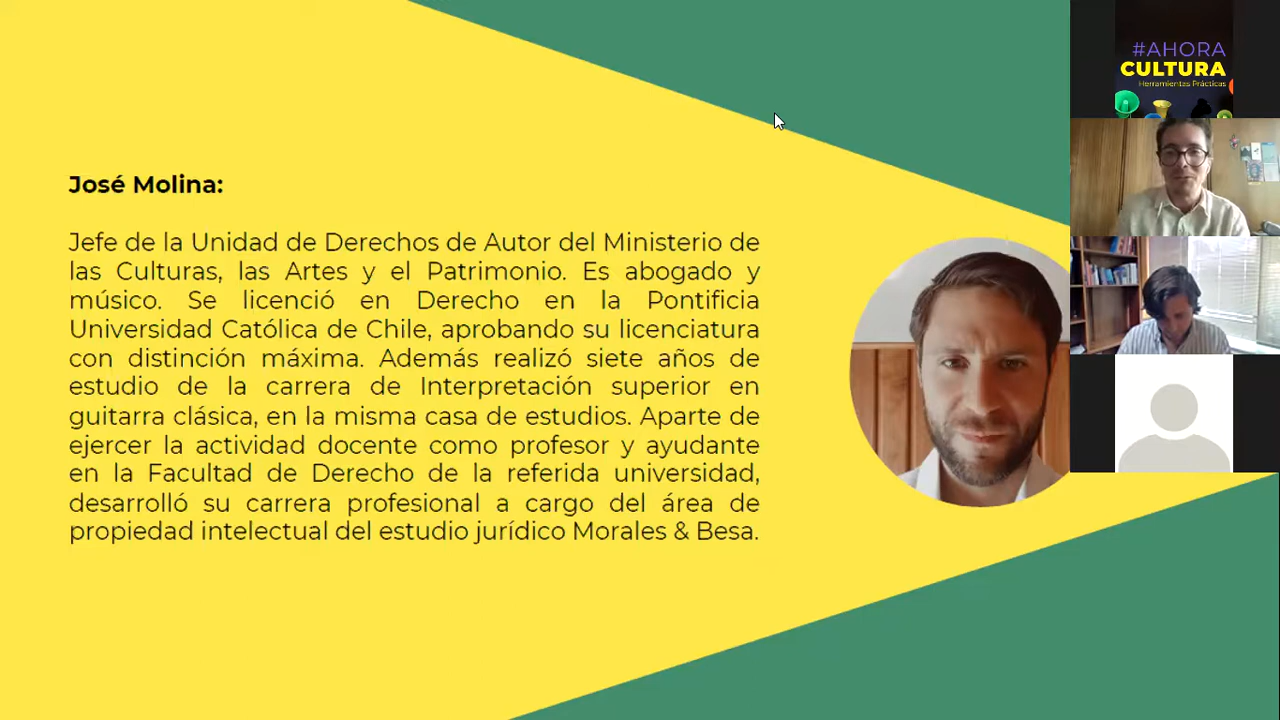 José Molina:
Jefe de la Unidad de Derechos de Autor del Ministerio de
las Culturas, las Artes y el Patrimonio. Es abogado y
músico. Se licenció en Derecho en la Pontificia
Universidad Católica de Chile, aprobando su licenciatura
con distinción máxima. Además realizó siete años de
estudio de la carrera de Interpretación superior en
guitarra clásica, en la misma casa de estudios. Aparte de
ejercer la actividad docente como profesor y ayudante
en la Facultad de Derecho de la referida universidad,
desarrolló su carrera profesional a cargo del área de
propiedad intelectual del estudio jurídico Morales & Besa.
#AHORA
CULTURA
Herramientas Prácticas